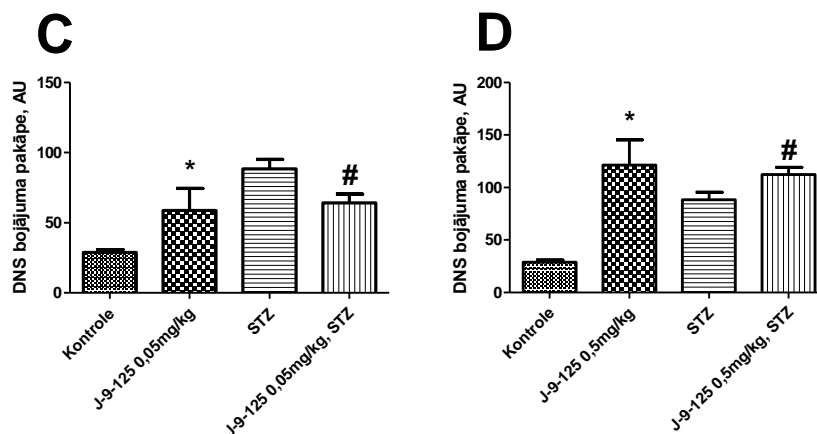 C
DNS bojājuma pakāpe, AU
150
100
50
0
*
#
Kontrole
J-9-125 0,05mg/kg
STZ
J-9-125 0,05mg/kg, STZ
D
DNS bojājuma pakāpe, AU
200
150
100
50
0
*
#
Kontrole
J-9-125 0,5mg/kg
STZ
J-9-125 0,5mg/kg, STZ